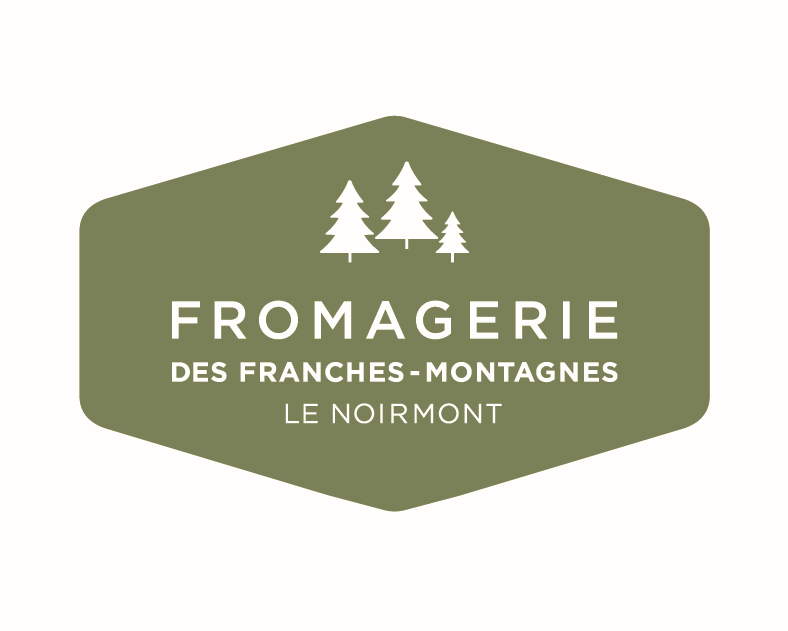 FROMAGERIE
DES FRANCHES-MONTAGNES
LE NOIRMONT